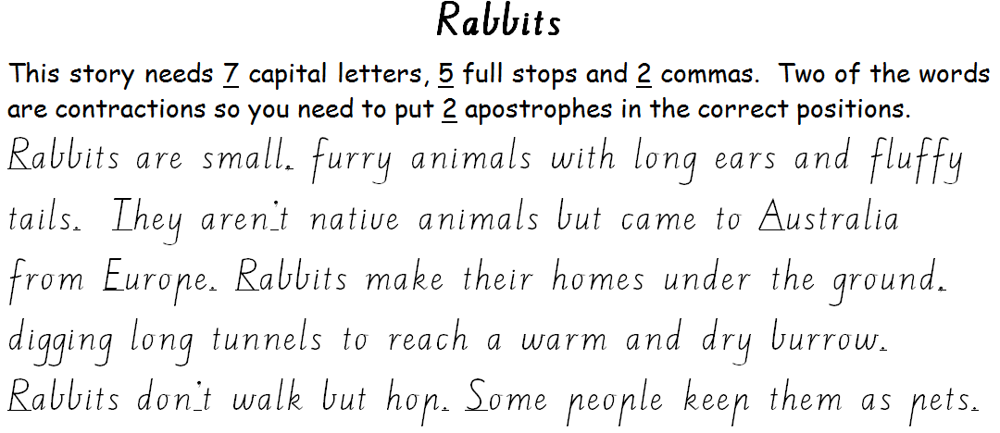 Rabbits
This story needs 7 capital letters, 5 full stops and 2 commas.  Two of the words
are contractions so you need to put 2 apostrophes in the correct positions.
Rabbits are small, furry animals with long ears and fluffy
tails.  They aren't native animals but came to Australia
from Europe. Rabbits make their homes under the ground,
digging long tunnels to reach a warm and dry burrow.
Rabbits don't walk but hop. Some people keep them as pets.